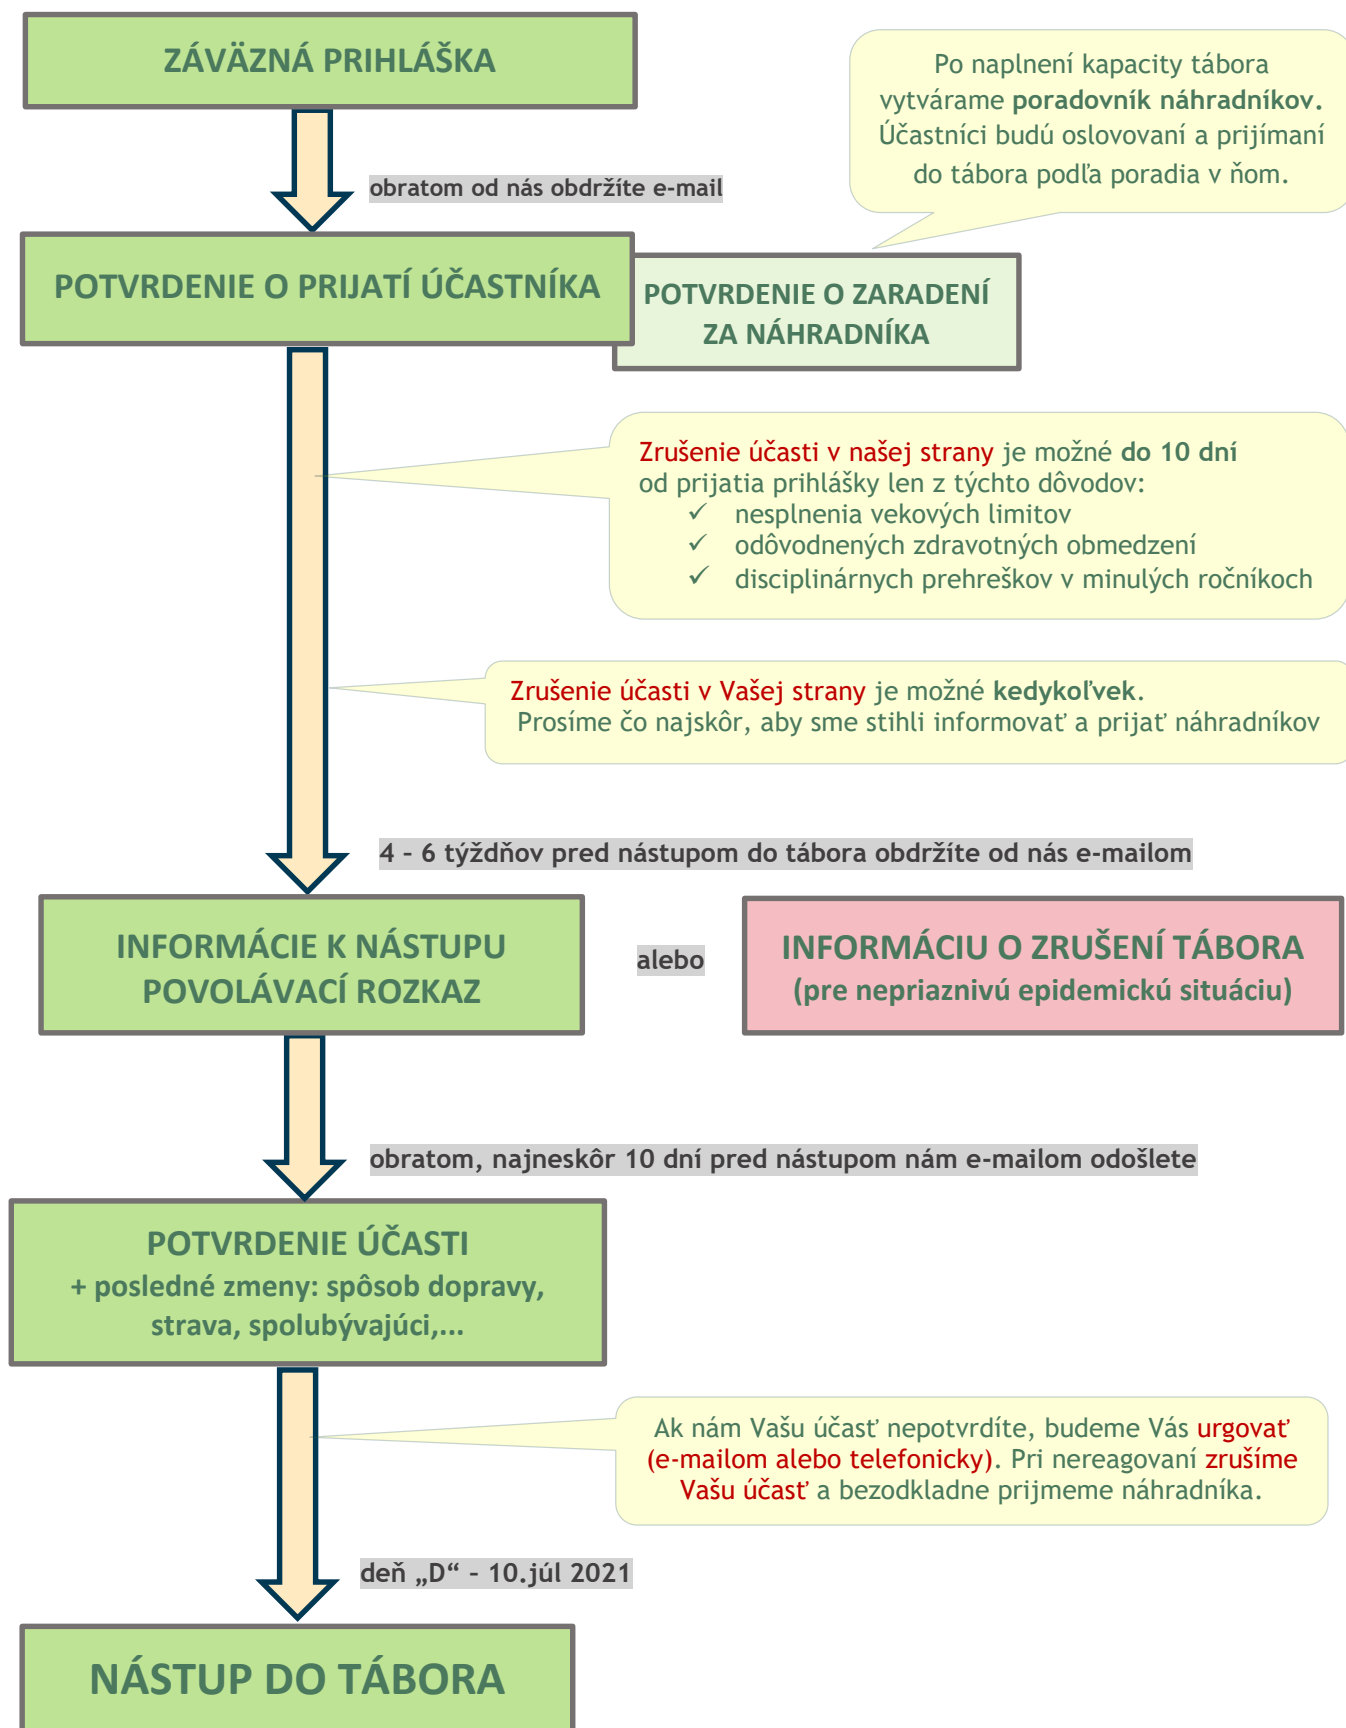 ZÁVÄZNÁ PRIHLÁŠKA
Po naplnení kapacity tábora
vytvárame poradovník náhradníkov.
Účastníci budú oslovovaní a prijímaní
do tábora podľa poradia v ňom.
obratom od nás obdržíte e-mail
POTVRDENIE O PRIJATÍ ÚČASTNÍKA
POTVRDENIE O ZARADENÍ
ZA NÁHRADNÍKA
Zrušenie účasti v našej strany je možné do 10 dní
od prijatia prihlášky len z týchto dôvodov:
✓ nesplnenia vekových limitov
✓ odôvodnených zdravotných obmedzení
✓ disciplinárnych prehreškov v minulých ročníkoch
Zrušenie účasti v Vašej strany je možné kedykoľvek.
Prosíme čo najskôr, aby sme stihli informovať a prijať náhradníkov
4 – 6 týždňov pred nástupom do tábora obdržíte od nás e-mailom
INFORMÁCIE K NÁSTUPU
POVOLÁVACÍ ROZKAZ
alebo
INFORMÁCIU O ZRUŠENÍ TÁBORA
(pre nepriaznivú epidemickú situáciu)
obratom, najneskôr 10 dní pred nástupom nám e-mailom odošlete
POTVRDENIE ÚČASTI
+ posledné zmeny: spôsob dopravy,
strava, spolubývajúci,...
Ak nám Vašu účasť nepotvrdíte, budeme Vás urgovať
(e-mailom alebo telefonicky). Pri nereagovaní zrušíme
Vašu účasť a bezodkladne prijmeme náhradníka.
deň „D“ – 10.júl 2021
NÁSTUP DO TÁBORA